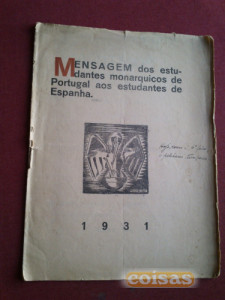 MENSAGEM dos estu-
dantes monarquicos de
Portugal aos estudantes de
Espanha.
1931
coisas